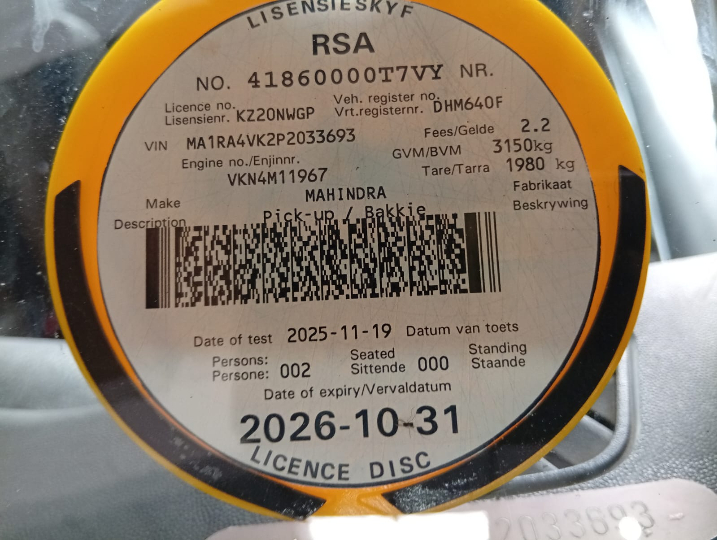 LISENSIESKYF
RSA
NO. 41860000T7VY NR.
Licence no. Veh. register no.
Lisensienr. KZ20NWGP Vrt.registernr. DHM640F
VIN MA1RA4VK2P2033693 Fees/Gelde 2.2
Engine no./Enjinnr. GVM/BVM 3150kg
VKN4M11967 Tare/Tarra 1980 kg
Make MAHINDRA Fabrikaat
Description Pick-up / Bakkie Beskrywing
Date of test 2025-11-19 Datum van toets
Persons: Seated Standing
Persone: 002 Sittende 000 Staande
Date of expiry/Vervaldatum
2026-10-31
LICENCE DISC
2033693